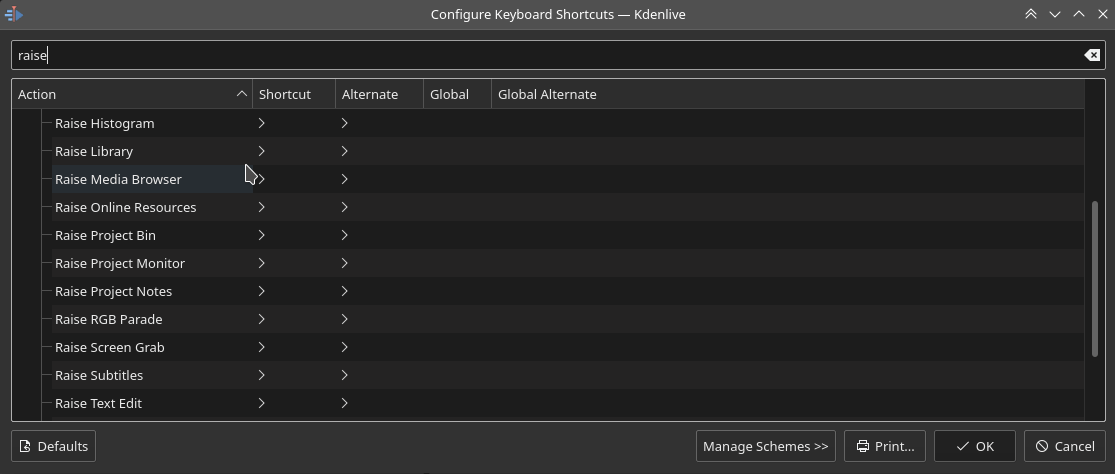 Configure Keyboard Shortcuts — Kdenlive
raise
Action Shortcut Alternate Global Global Alternate
Raise Histogram
Raise Library
Raise Media Browser
Raise Online Resources
Raise Project Bin
Raise Project Monitor
Raise Project Notes
Raise RGB Parade
Raise Screen Grab
Raise Subtitles
Raise Text Edit
Defaults Manage Schemes >> Print... OK Cancel